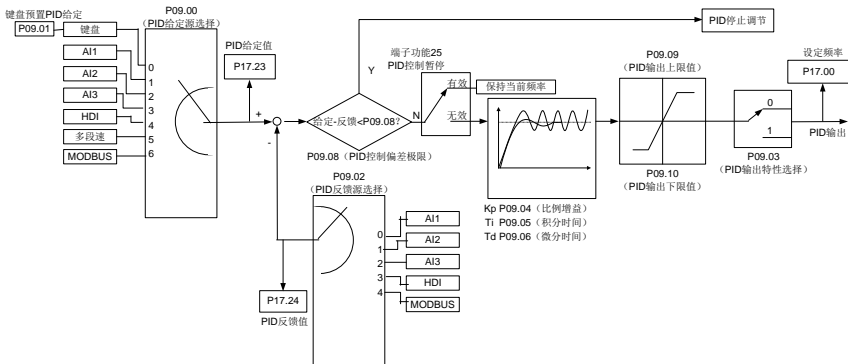 键盘预置PID给定
P09.01
键盘
AI1
AI2
AI3
HDI
多段速
MODBUS
P09.00
(PID给定源选择)
0
1
2
3
4
5
6
PID给定值
P17.23
+
-
Y
给定-反馈<P09.08?
N
P09.08（PID控制偏差极限）
端子功能25
PID控制暂停
有效
无效
保持当前频率
PID停止调节
Kp P09.04（比例增益）
Ti P09.05（积分时间）
Td P09.06（微分时间）
P09.09
(PID输出上限值)
P09.10
(PID输出下限值)
0
1
P09.03
(PID输出特性选择)
设定频率
P17.00
PID输出
P09.02
(PID反馈源选择)
0
1
2
3
4
AI1
AI2
AI3
HDI
MODBUS
P17.24
PID反馈值